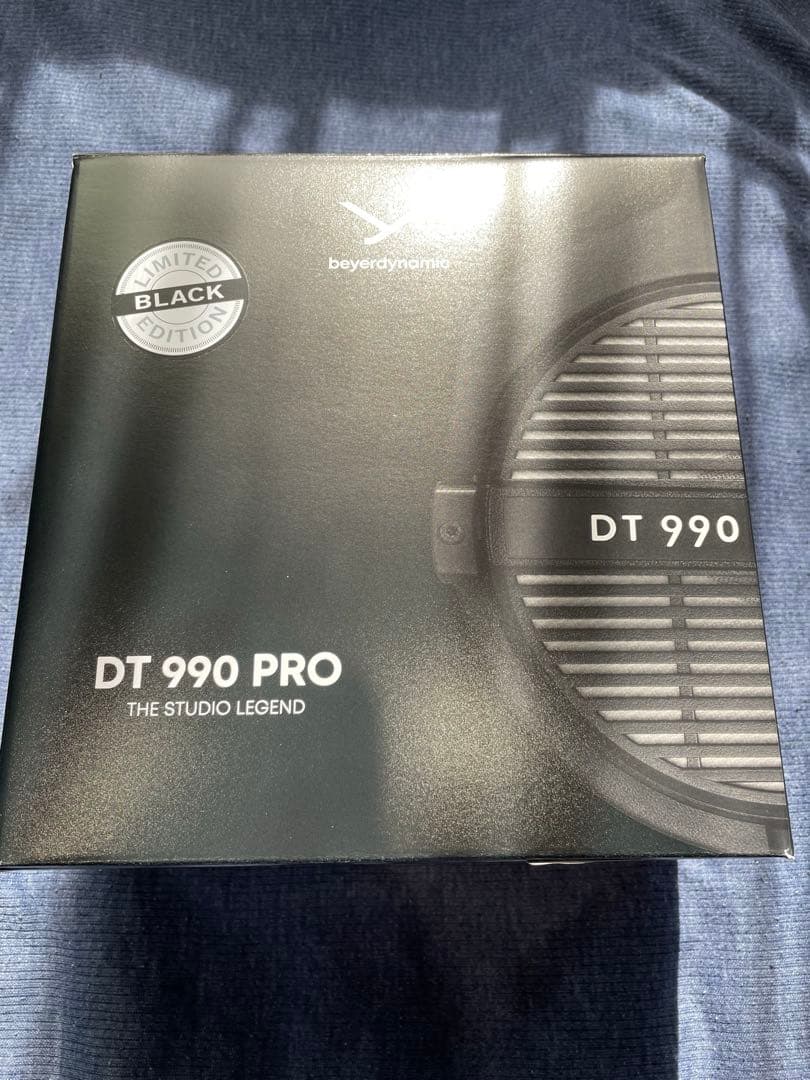 beyerdynamic
LIMITED
BLACK
EDITION
DT 990
DT 990 PRO
THE STUDIO LEGEND